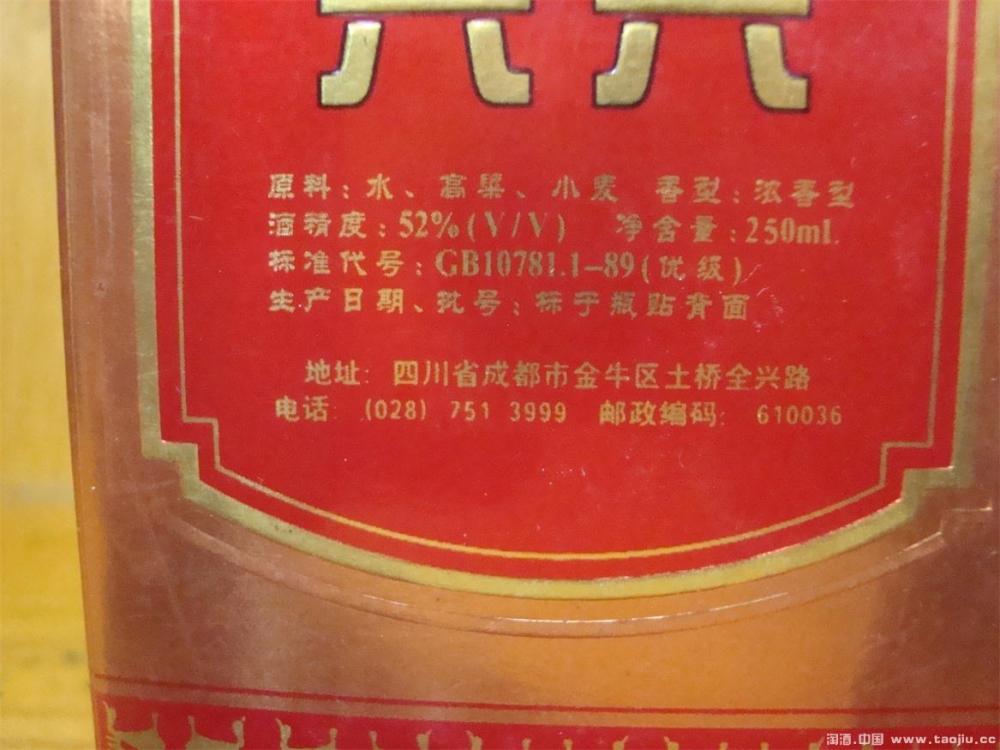 原料：水、高粱、小麦 香型：浓香型
酒精度：52%(V/V) 净含量：250ml.
标准代号：GB10781.1-89(优级)
生产日期、批号：标于瓶贴背面
地址: 四川省成都市金牛区土桥全兴路
电话: (028) 751 3999 邮政编码: 610036
淘酒.中国 www.taojiu.cc